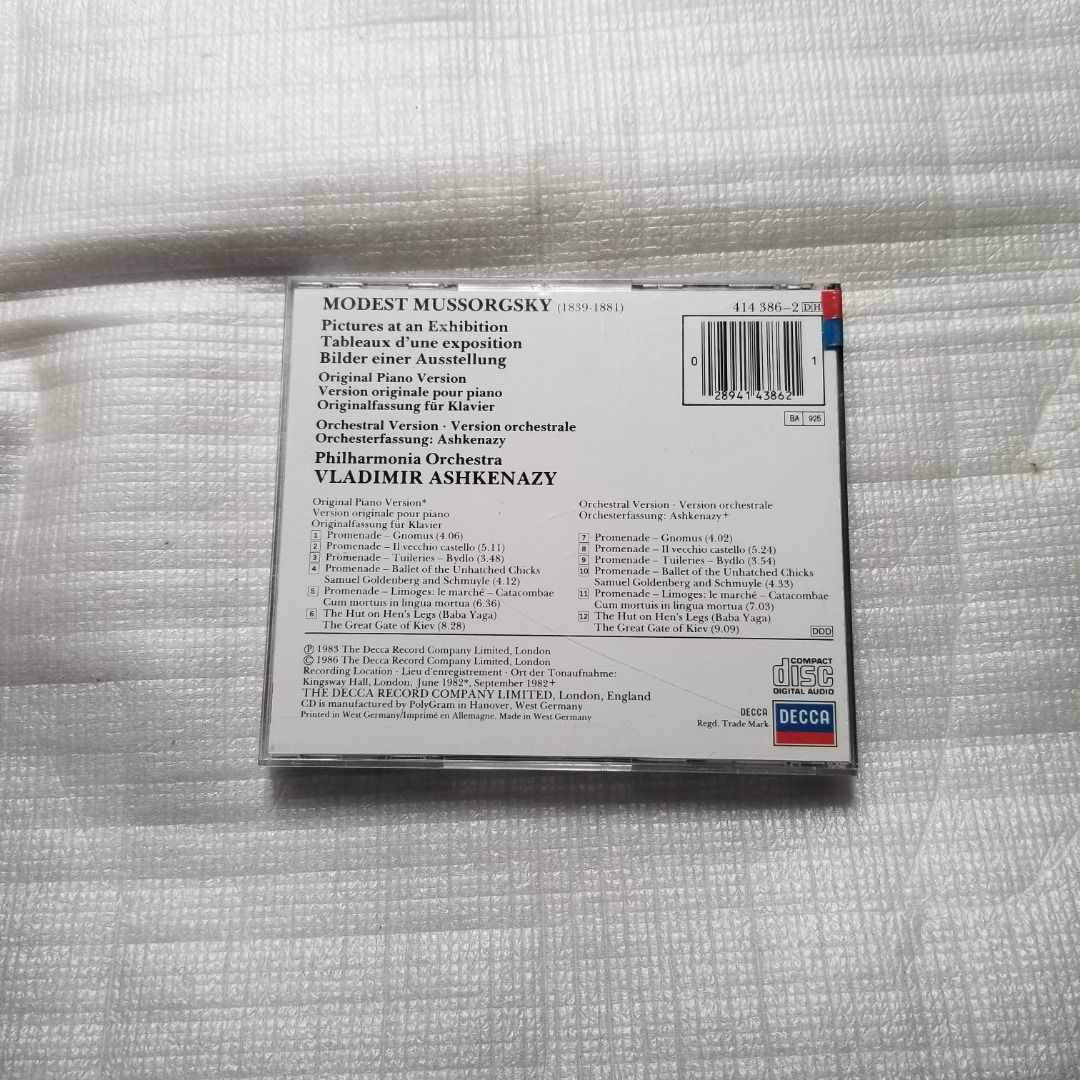 MODEST MUSSORGSKY (1839-1881)
414 386-2 DH
Pictures at an Exhibition
Tableaux d'une exposition
Bilder einer Ausstellung
0 28941 43862 1
BA 925
Original Piano Version
Version originale pour piano
Originalfassung für Klavier
Orchestral Version · Version orchestrale
Orchesterfassung: Ashkenazy
Philharmonia Orchestra
VLADIMIR ASHKENAZY
Original Piano Version*
Version originale pour piano
Originalfassung für Klavier
1 Promenade – Gnomus (4.06)
2 Promenade – Il vecchio castello (5.11)
3 Promenade – Tuileries – Bydlo (3.48)
4 Promenade – Ballet of the Unhatched Chicks
Samuel Goldenberg and Schmuyle (4.12)
5 Promenade – Limoges: le marché – Catacombae
Cum mortuis in lingua mortua (6.36)
6 The Hut on Hen's Legs (Baba Yaga)
The Great Gate of Kiev (8.28)
Orchestral Version · Version orchestrale
Orchesterfassung: Ashkenazy+
7 Promenade – Gnomus (4.02)
8 Promenade – Il vecchio castello (5.24)
9 Promenade – Tuileries – Bydlo (3.54)
10 Promenade – Ballet of the Unhatched Chicks
Samuel Goldenberg and Schmuyle (4.33)
11 Promenade – Limoges: le marché – Catacombae
Cum mortuis in lingua mortua (7.03)
12 The Hut on Hen's Legs (Baba Yaga)
The Great Gate of Kiev (9.09)
DDD
℗ 1983 The Decca Record Company Limited, London
© 1986 The Decca Record Company Limited, London
Recording Location · Lieu d'enregistrement · Ort der Tonaufnahme:
Kingsway Hall, London, June 1982*, September 1982+
THE DECCA RECORD COMPANY LIMITED, London, England
CD is manufactured by PolyGram in Hanover, West Germany
Printed in West Germany/Imprimé en Allemagne. Made in West Germany
COMPACT
disc
DIGITAL AUDIO
DECCA
Regd. Trade Mark
DECCA